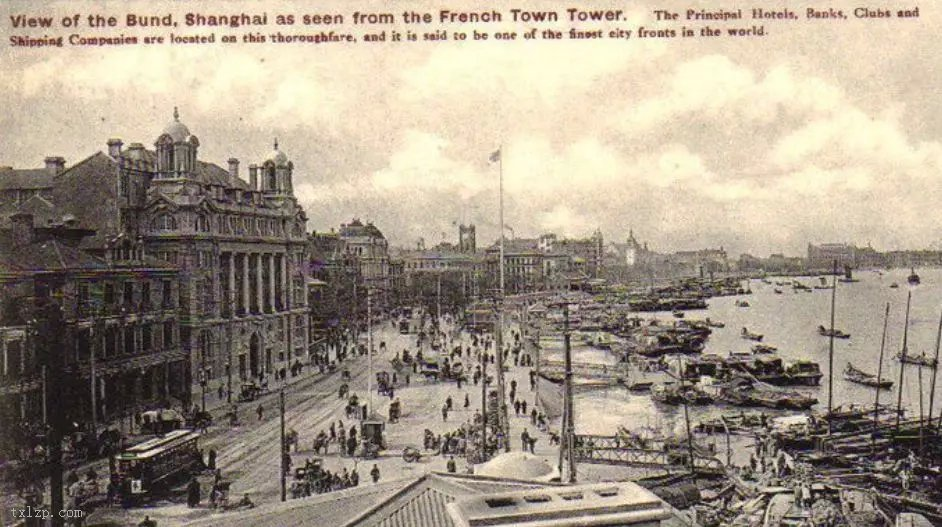 View of the Bund, Shanghai as seen from the French Town Tower. The Principal Hotels, Banks, Clubs and
Shipping Companies are located on this thoroughfare, and it is said to be one of the finest city fronts in the world.
txlzp.com